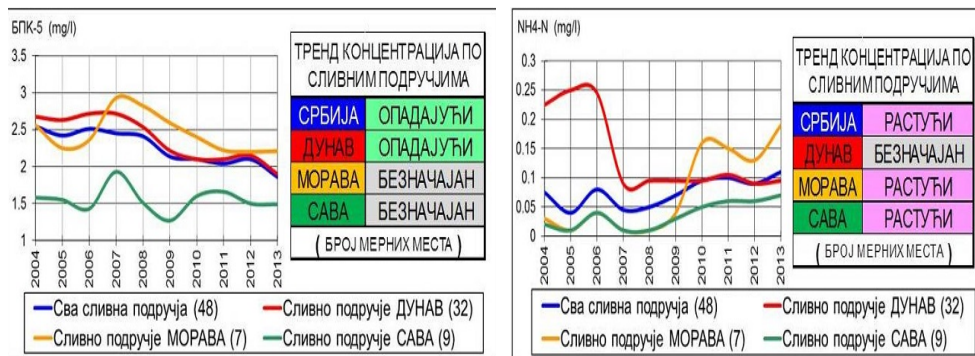 БПК-5 (mg/l)
3.5
3
2.5
2
1.5
1
2004
2005
2006
2007
2008
2009
2010
2011
2012
2013
ТРЕНД КОНЦЕНТРАЦИЈА ПО
СЛИВНИМ ПОДРУЧЈИМА
СРБИЈА ОПАДАЈУЋИ
ДУНАВ ОПАДАЈУЋИ
МОРАВА БЕЗНАЧАЈАН
САВА БЕЗНАЧАЈАН
( БРОЈ МЕРНИХ МЕСТА )
Сва сливна подручја (48) Сливно подручје ДУНАВ (32)
Сливно подручје МОРАВА (7) Сливно подручје САВА (9)
NH4-N (mg/l)
0.3
0.25
0.2
0.15
0.1
0.05
0
2004
2005
2006
2007
2008
2009
2010
2011
2012
2013
ТРЕНД КОНЦЕНТРАЦИЈА ПО
СЛИВНИМ ПОДРУЧЈИМА
СРБИЈА РАСТУЋИ
ДУНАВ БЕЗНАЧАЈАН
МОРАВА РАСТУЋИ
САВА РАСТУЋИ
( БРОЈ МЕРНИХ МЕСТА )
Сва сливна подручја (48) Сливно подручје ДУНАВ (32)
Сливно подручје МОРАВА (7) Сливно подручје САВА (9)